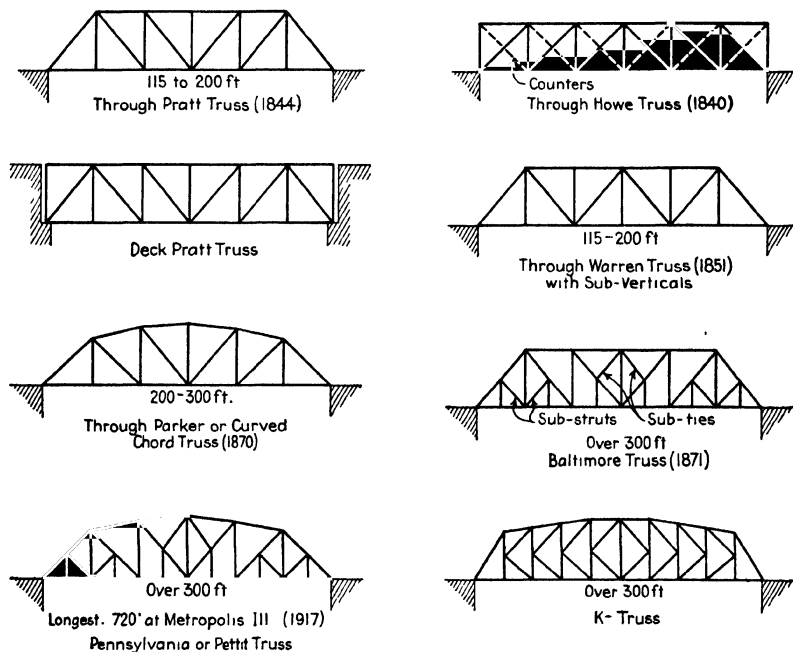 115 to 200 ft
Through Pratt Truss (1844)
Counters
Through Howe Truss (1840)
Deck Pratt Truss
115-200 ft
Through Warren Truss (1851)
with Sub-Verticals
200-300 ft.
Through Parker or Curved
Chord Truss (1870)
Sub-struts
Sub-ties
Over 300 ft
Baltimore Truss (1871)
Over 300 ft
Longest. 720' at Metropolis Ill (1917)
Pennsylvania or Pettit Truss
Over 300 ft
K-Truss